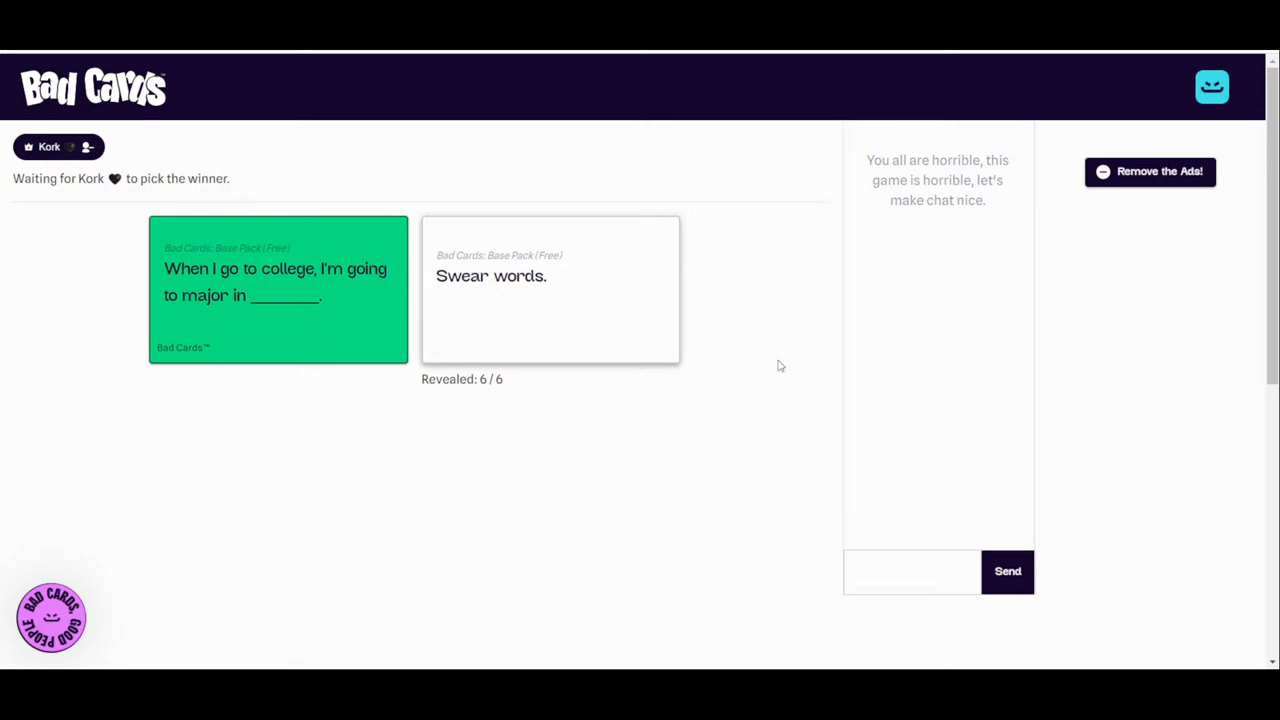 Bad Cards™
Kork
Waiting for Kork 🖤 to pick the winner.
Bad Cards: Base Pack (Free)
When I go to college, I'm going
to major in ________.
Bad Cards™
Bad Cards: Base Pack (Free)
Swear words.
Revealed: 6 / 6
You all are horrible, this
game is horrible, let's
make chat nice.
Send
Remove the Ads!
BAD CARDS,
GOOD PEOPLE